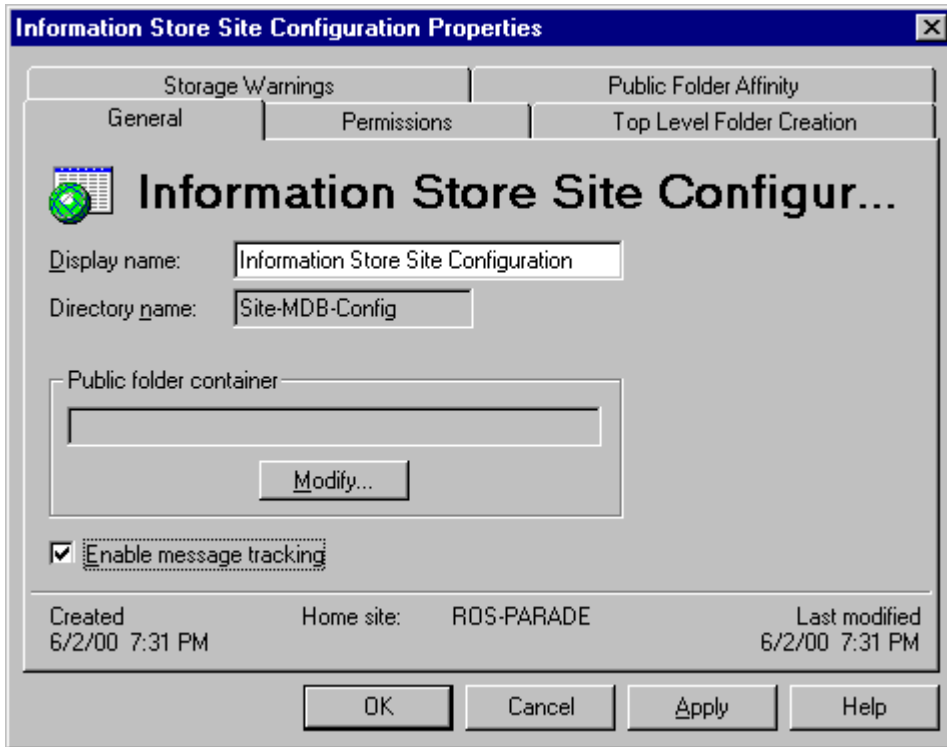 Information Store Site Configuration Properties
Storage Warnings Public Folder Affinity
General Permissions Top Level Folder Creation
Information Store Site Configur...
Display name: Information Store Site Configuration
Directory name: Site-MDB-Config
Public folder container
Modify...
Enable message tracking
Created Home site: ROS-PARADE Last modified
6/2/00 7:31 PM 6/2/00 7:31 PM
OK Cancel Apply Help